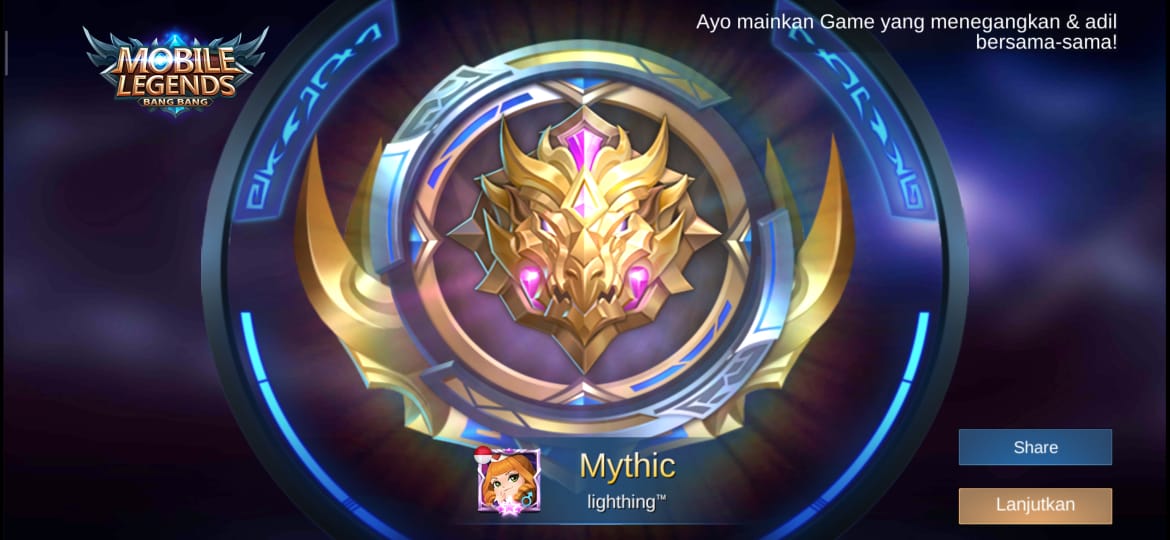 MOBILE
LEGENDS
BANG BANG
Ayo mainkan Game yang menegangkan & adil
bersama-sama!
Mythic
lighthing™
Share
Lanjutkan